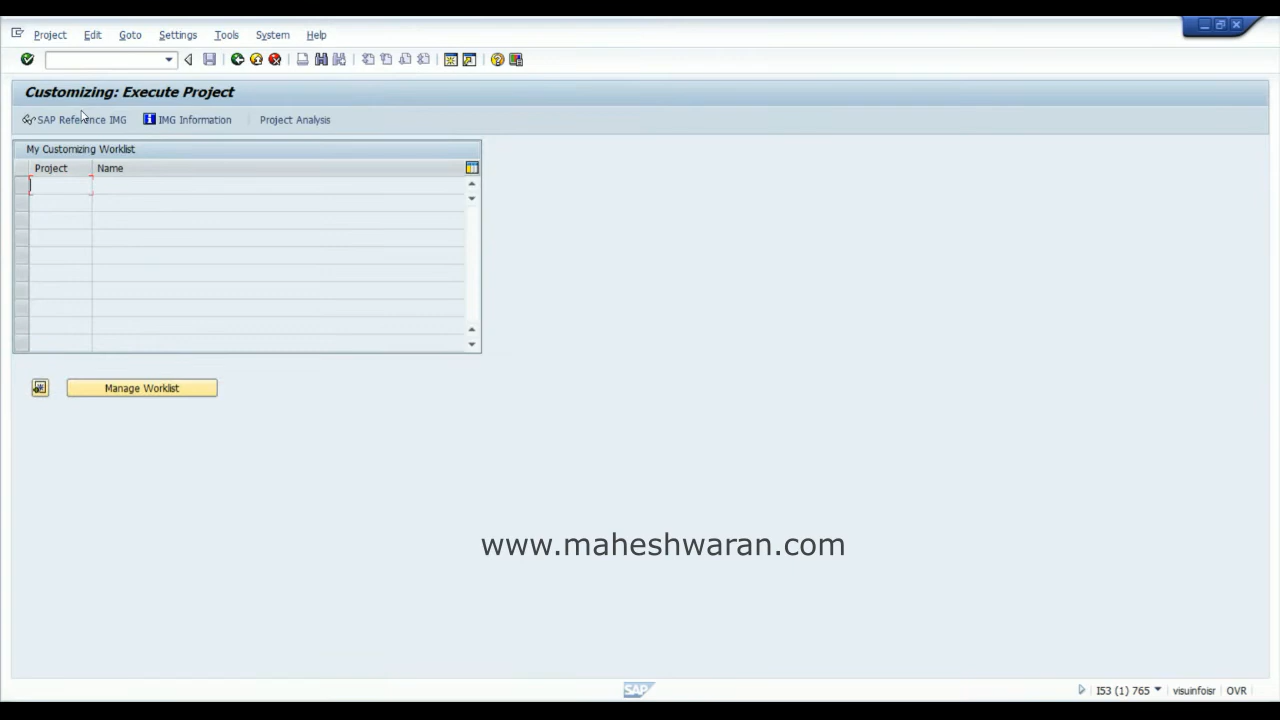 Project Edit Goto Settings Tools System Help
Customizing: Execute Project
SAP Reference IMG IMG Information Project Analysis
My Customizing Worklist
Project Name
Manage Worklist
www.maheshwaran.com
SAP I53 (1) 765 visuinfoisr OVR